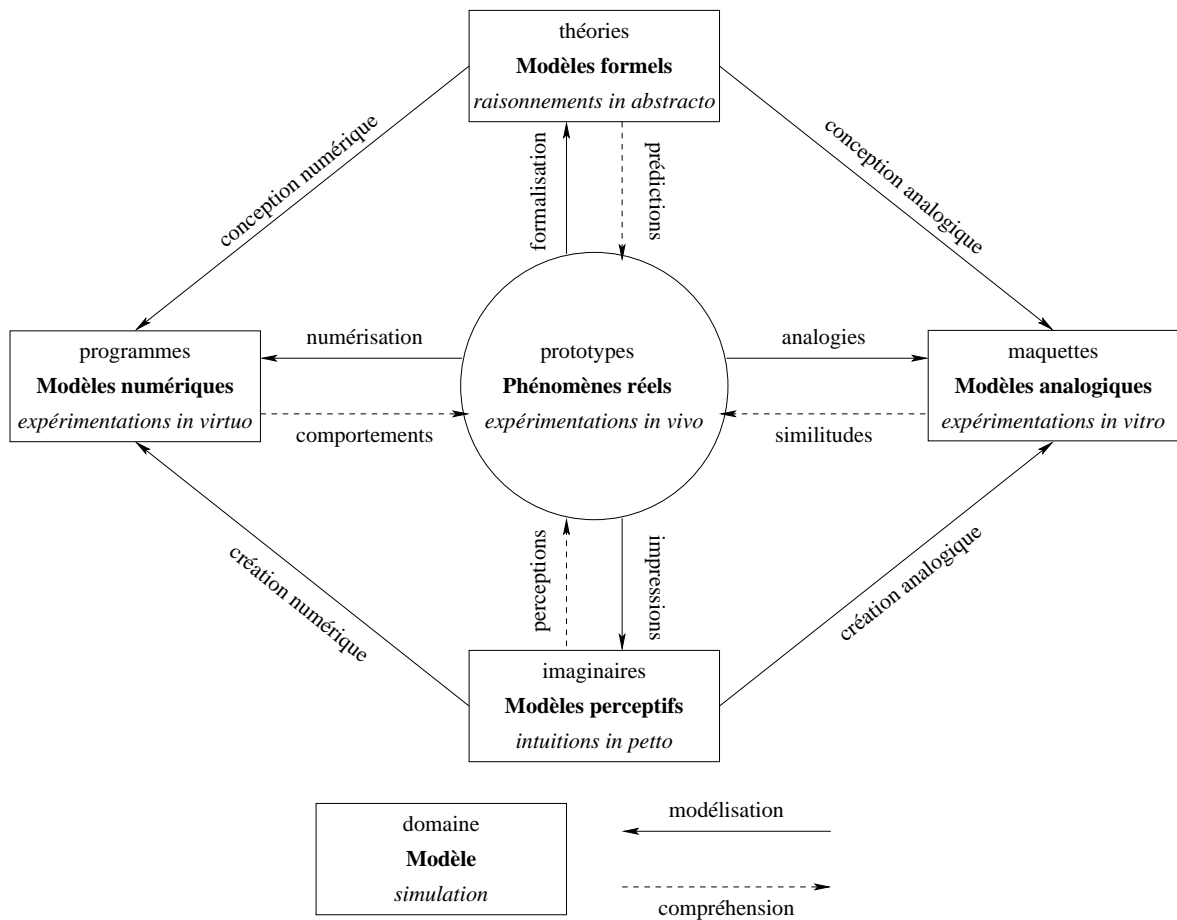 théories
Modèles formels
raisonnements in abstracto
conception numérique
formalisation
prédictions
conception analogique
programmes
Modèles numériques
expérimentations in virtuo
numérisation
comportements
prototypes
Phénomènes réels
expérimentations in vivo
analogies
similitudes
maquettes
Modèles analogiques
expérimentations in vitro
création numérique
perceptions
impressions
création analogique
imaginaires
Modèles perceptifs
intuitions in petto
domaine
Modèle
simulation
modélisation
compréhension